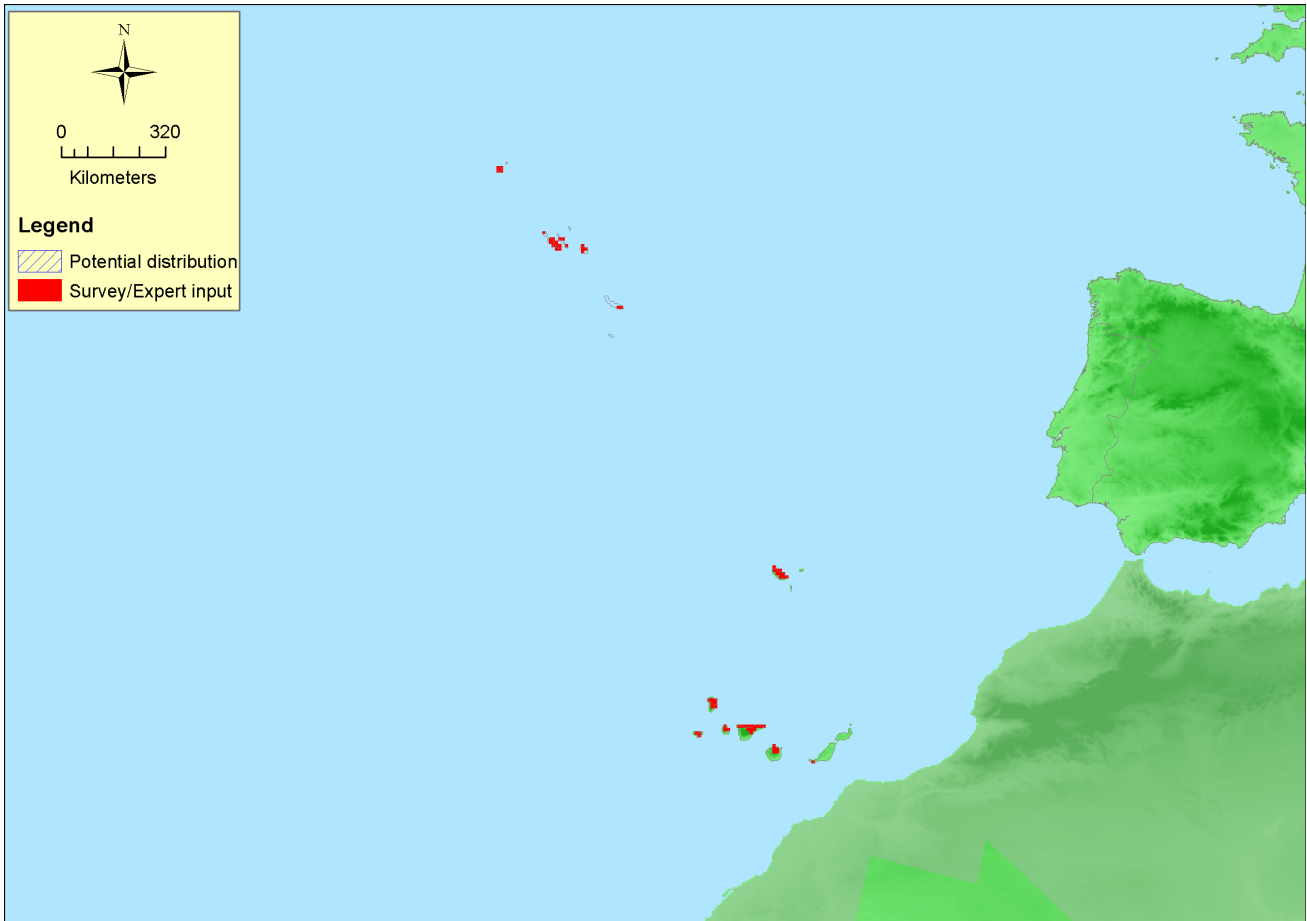 N
0 320
Kilometers
Legend
Potential distribution
Survey/Expert input